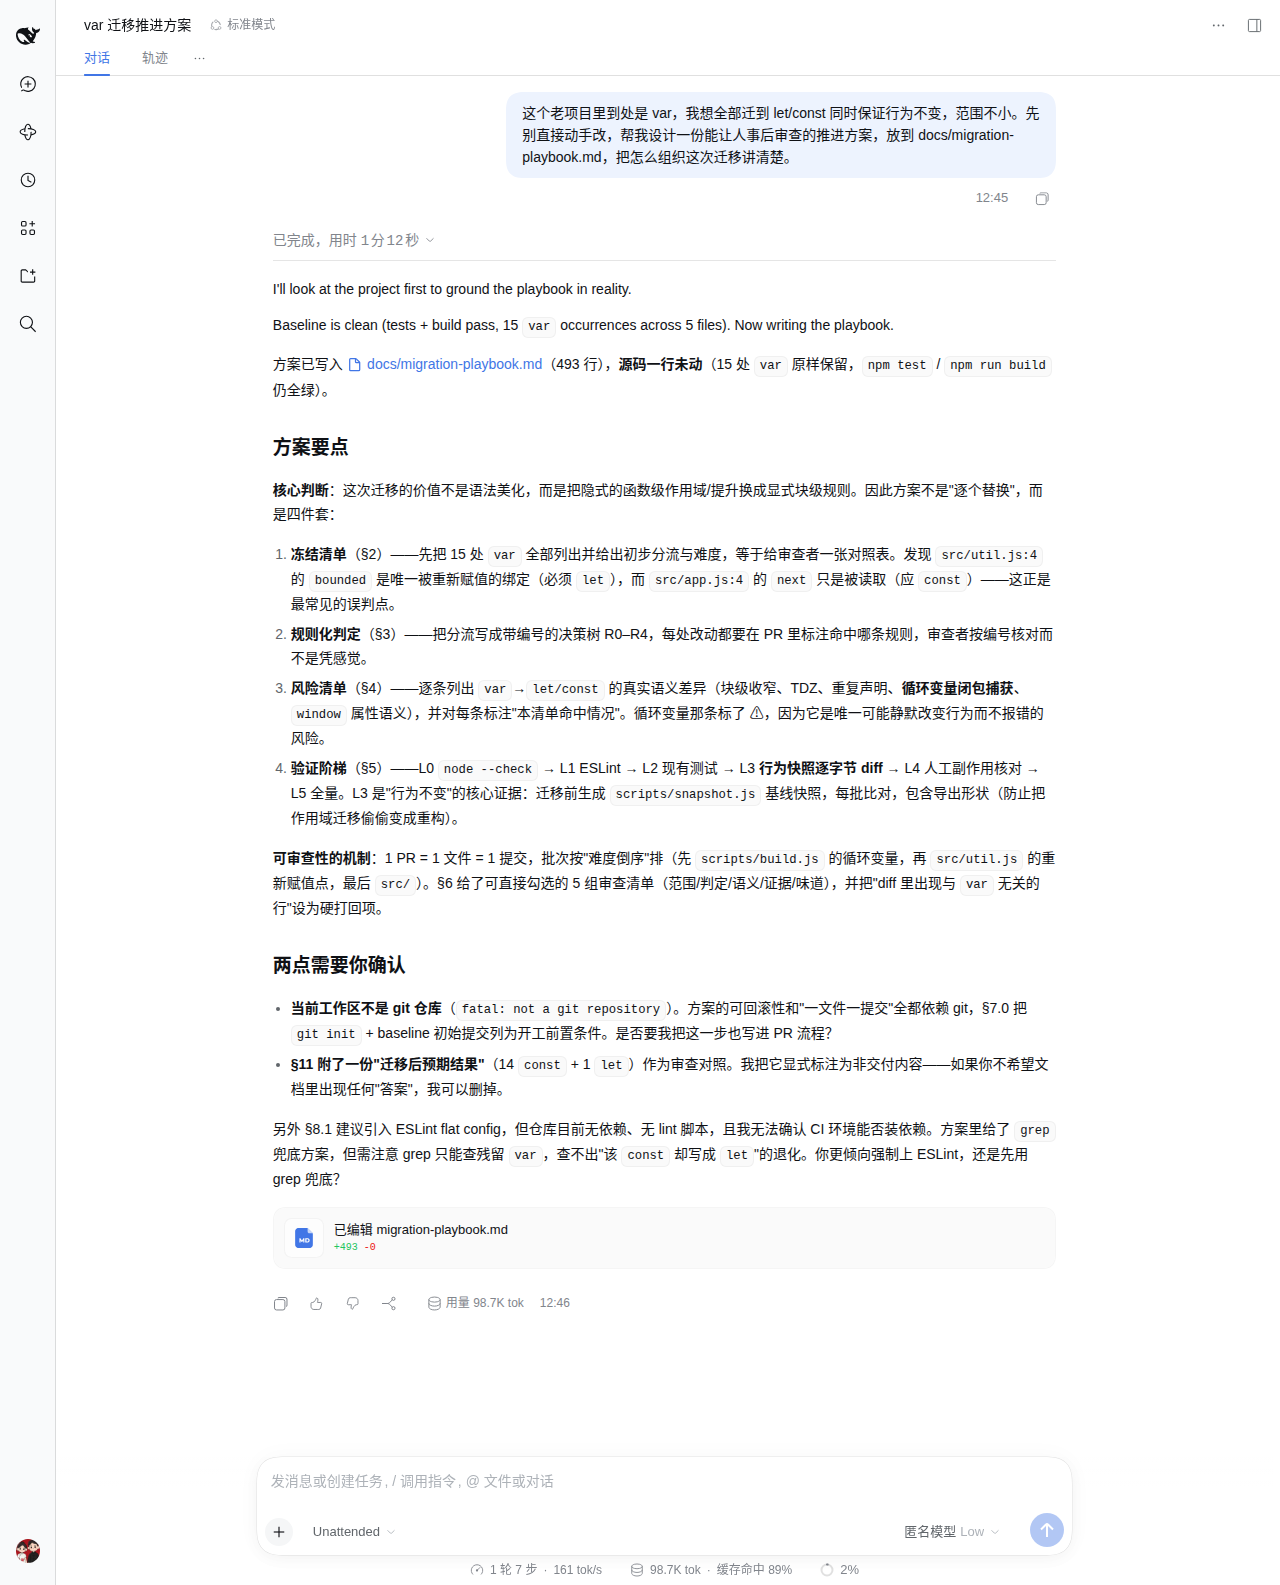 var 迁移推进方案 标准模式
对话 轨迹 ···
这个老项目里到处是 var，我想全部迁到 let/const 同时保证行为不变，范围不小。先
别直接动手改，帮我设计一份能让人事后审查的推进方案，放到 docs/migration-
playbook.md，把怎么组织这次迁移讲清楚。
12:45
已完成，用时 1分12秒
I'll look at the project first to ground the playbook in reality.
Baseline is clean (tests + build pass, 15 var occurrences across 5 files). Now writing the playbook.
方案已写入 docs/migration-playbook.md（493 行），源码一行未动（15 处 var 原样保留，npm test / npm run build
仍全绿）。
方案要点
核心判断：这次迁移的价值不是语法美化，而是把隐式的函数级作用域/提升换成显式块级规则。因此方案不是"逐个替换"，而
是四件套：
1. 冻结清单（§2）——先把 15 处 var 全部列出并给出初步分流与难度，等于给审查者一张对照表。发现 src/util.js:4
的 bounded 是唯一被重新赋值的绑定（必须 let），而 src/app.js:4 的 next 只是被读取（应 const）——这正是
最常见的误判点。
2. 规则化判定（§3）——把分流写成带编号的决策树 R0–R4，每处改动都要在 PR 里标注命中哪条规则，审查者按编号核对而
不是凭感觉。
3. 风险清单（§4）——逐条列出 var→let/const 的真实语义差异（块级收窄、TDZ、重复声明、循环变量闭包捕获、
window 属性语义），并对每条标注"本清单命中情况"。循环变量那条标了 ⚠，因为它是唯一可能静默改变行为而不报错的
风险。
4. 验证阶梯（§5）——L0 node --check → L1 ESLint → L2 现有测试 → L3 行为快照逐字节 diff → L4 人工副作用核对 →
L5 全量。L3 是"行为不变"的核心证据：迁移前生成 scripts/snapshot.js 基线快照，每批比对，包含导出形状（防止把
作用域迁移偷偷变成重构）。
可审查性的机制：1 PR = 1 文件 = 1 提交，批次按"难度倒序"排（先 scripts/build.js 的循环变量，再 src/util.js 的重
新赋值点，最后 src/）。§6 给了可直接勾选的 5 组审查清单（范围/判定/语义/证据/味道），并把"diff 里出现与 var 无关的
行"设为硬打回项。
两点需要你确认
• 当前工作区不是 git 仓库（fatal: not a git repository）。方案的可回滚性和"一文件一提交"全都依赖 git，§7.0 把
git init + baseline 初始提交列为开工前置条件。是否要我把这一步也写进 PR 流程？
• §11 附了一份"迁移后预期结果"（14 const + 1 let）作为审查对照。我把它显式标注为非交付内容——如果你不希望文
档里出现任何"答案"，我可以删掉。
另外 §8.1 建议引入 ESLint flat config，但仓库目前无依赖、无 lint 脚本，且我无法确认 CI 环境能否装依赖。方案里给了 grep
兜底方案，但需注意 grep 只能查残留 var，查不出"该 const 却写成 let"的退化。你更倾向强制上 ESLint，还是先用
grep 兜底？
MD
已编辑 migration-playbook.md
+493 -0
用量 98.7K tok 12:46
发消息或创建任务, / 调用指令, @ 文件或对话
Unattended 匿名模型 Low
1 轮 7 步 · 161 tok/s 98.7K tok · 缓存命中 89% 2%